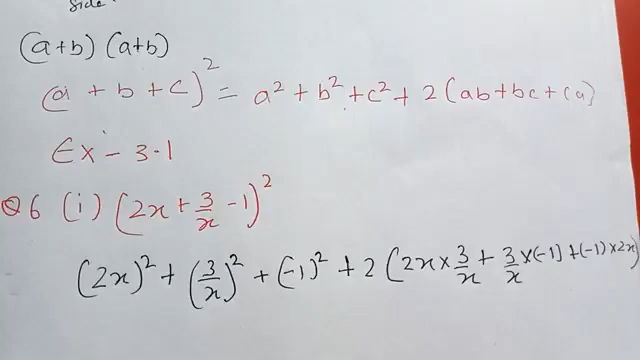 side
(a+b) (a+b)
(a + b + c)² = a² + b² + c² + 2(ab+bc+ca)
Ex - 3.1
Q6 (i) (2x + 3/x - 1)²
(2x)² + (3/x)² + (-1)² + 2(2x × 3/x + 3/x × (-1) + (-1) × 2x)